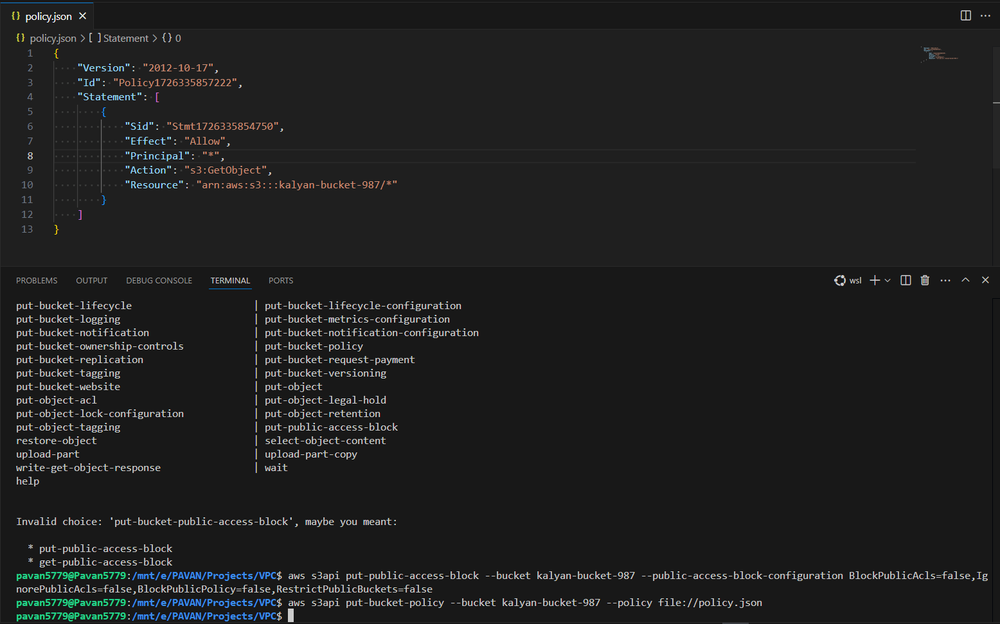 {} policy.json ×
{} policy.json > [ ] Statement > {} 0
1 {
2 "Version": "2012-10-17",
3 "Id": "Policy1726335857222",
4 "Statement": [
5 {
6 "Sid": "Stmt1726335854750",
7 "Effect": "Allow",
8 "Principal": "*",
9 "Action": "s3:GetObject",
10 "Resource": "arn:aws:s3:::kalyan-bucket-987/*"
11 }
12 ]
13 }
PROBLEMS OUTPUT DEBUG CONSOLE TERMINAL PORTS wsl
put-bucket-lifecycle | put-bucket-lifecycle-configuration
put-bucket-logging | put-bucket-metrics-configuration
put-bucket-notification | put-bucket-notification-configuration
put-bucket-ownership-controls | put-bucket-policy
put-bucket-replication | put-bucket-request-payment
put-bucket-tagging | put-bucket-versioning
put-bucket-website | put-object
put-object-acl | put-object-legal-hold
put-object-lock-configuration | put-object-retention
put-object-tagging | put-public-access-block
restore-object | select-object-content
upload-part | upload-part-copy
write-get-object-response | wait
help
Invalid choice: 'put-bucket-public-access-block', maybe you meant:
* put-public-access-block
* get-public-access-block
pavan5779@Pavan5779:/mnt/e/PAVAN/Projects/VPC$ aws s3api put-public-access-block --bucket kalyan-bucket-987 --public-access-block-configuration BlockPublicAcls=false,Ig
norePublicAcls=false,BlockPublicPolicy=false,RestrictPublicBuckets=false
pavan5779@Pavan5779:/mnt/e/PAVAN/Projects/VPC$ aws s3api put-bucket-policy --bucket kalyan-bucket-987 --policy file://policy.json
pavan5779@Pavan5779:/mnt/e/PAVAN/Projects/VPC$